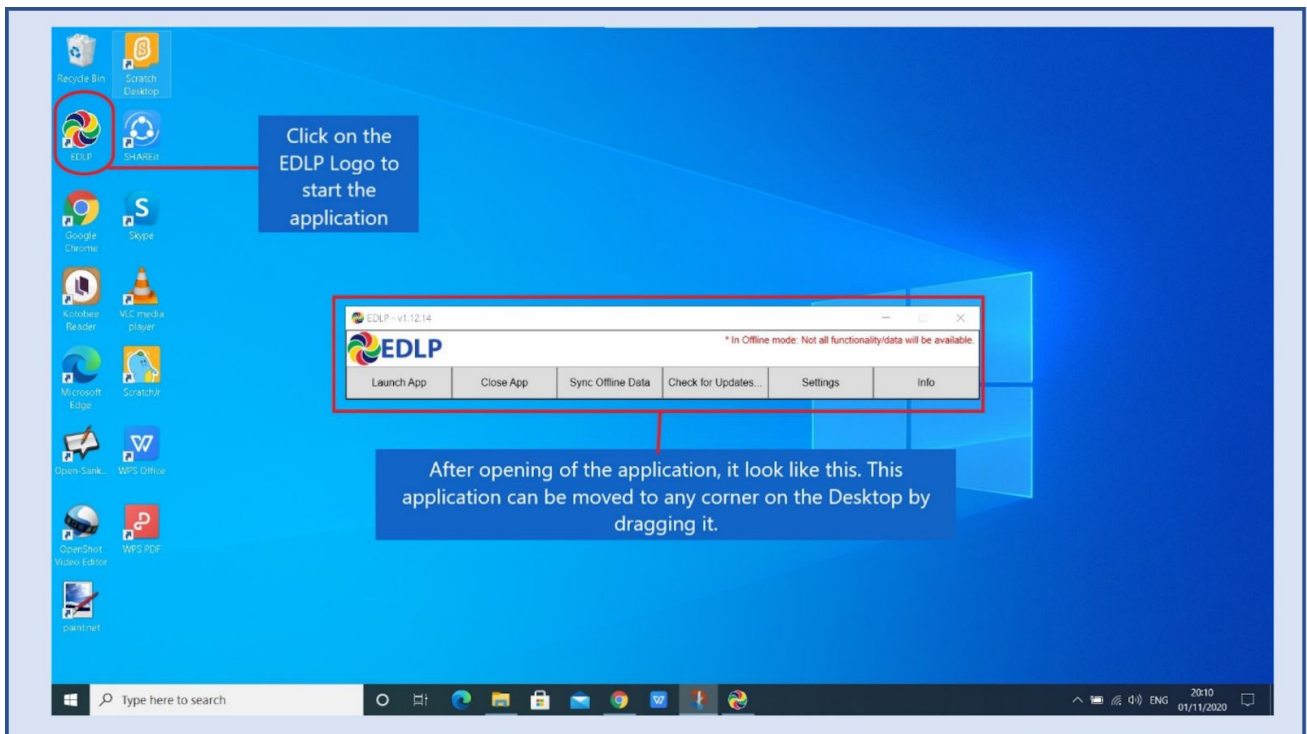 Recycle Bin
Scratch
Desktop
EDLP
SHAREit
Click on the
EDLP Logo to
start the
application
Google
Chrome
Skype
Kotobee
Reader
VLC media
player
EDLP - v1.12.14
EDLP
* In Offline mode: Not all functionality/data will be available.
Launch App
Close App
Sync Offline Data
Check for Updates...
Settings
Info
Microsoft
Edge
ScratchJr
Open-Sank...
WPS Office
After opening of the application, it look like this. This
application can be moved to any corner on the Desktop by
dragging it.
OpenShot
Video Editor
WPS PDF
paint.net
Type here to search
ENG
20:10
01/11/2020